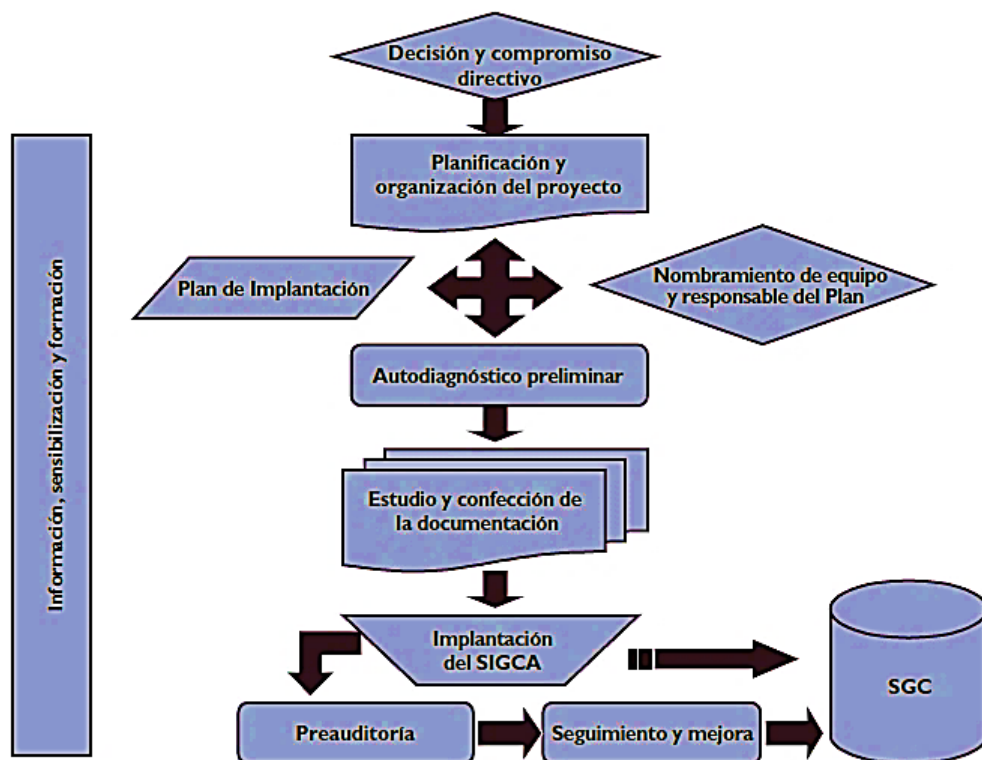 Decisión y compromiso
directivo
Planificación y
organización del proyecto
Información, sensibilización y formación
Plan de Implantación
Nombramiento de equipo
y responsable del Plan
Autodiagnóstico preliminar
Estudio y confección de
la documentación
Implantación
del SIGCA
SGC
Preauditoría
Seguimiento y mejora